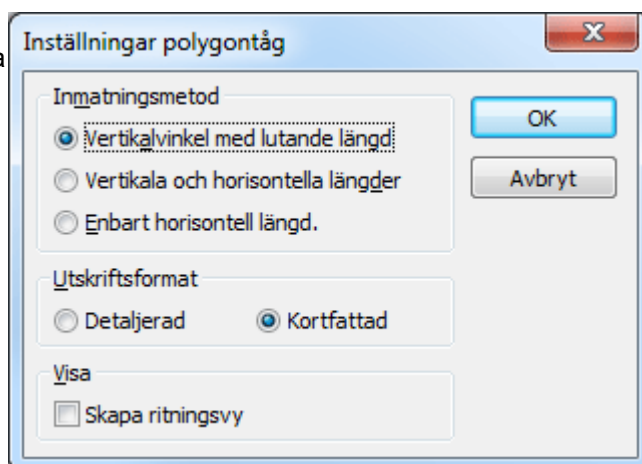 Inställningar polygontåg
a
Inmatningsmetod
Vertikalvinkel med lutande längd
Vertikala och horisontella längder
Enbart horisontell längd.
OK
Avbryt
Utskriftsformat
Detaljerad Kortfattad
Visa
Skapa ritningsvy